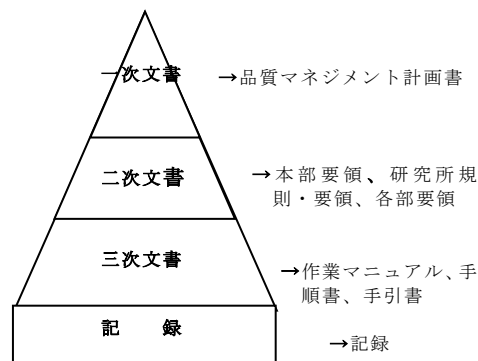 一次文書
→品質マネジメント計画書
二次文書
→本部要領、研究所規
則・要領、各部要領
三次文書
→作業マニュアル、手
順書、手引書
記 録
→記録